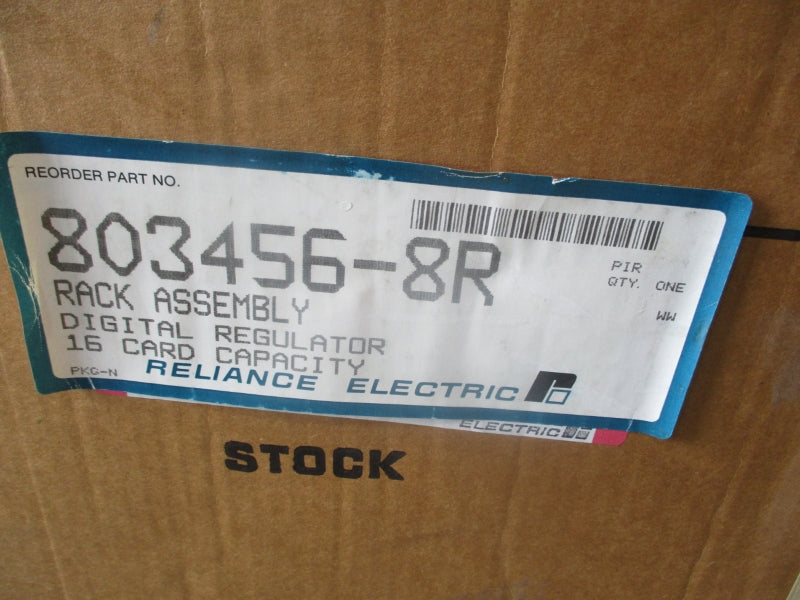 REORDER PART NO.
803456-8R
PIR
QTY. ONE
WW
RACK ASSEMBLY
DIGITAL REGULATOR
16 CARD CAPACITY
PKG-N
RELIANCE ELECTRIC
ELECTRIC
STOCK